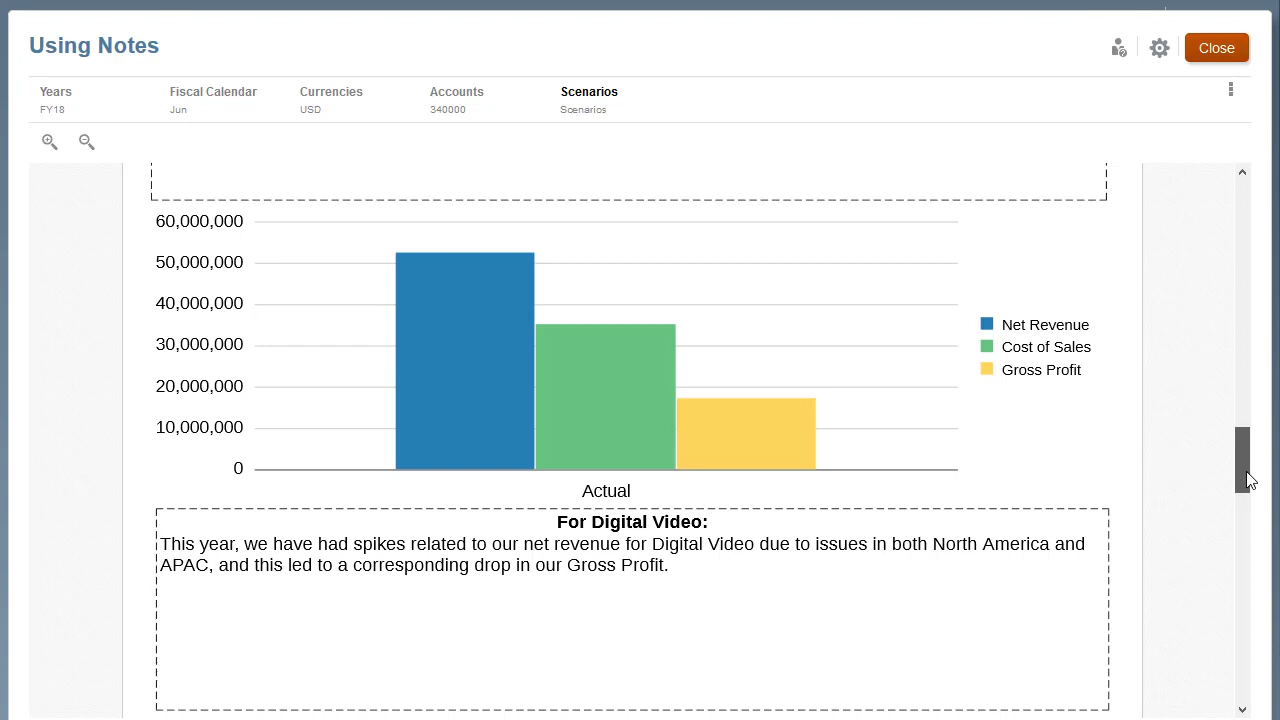 Using Notes
Close
Years Fiscal Calendar Currencies Accounts Scenarios
FY18 Jun USD 340000 Scenarios
60,000,000
50,000,000
40,000,000
30,000,000
20,000,000
10,000,000
0
Net Revenue
Cost of Sales
Gross Profit
Actual
For Digital Video:
This year, we have had spikes related to our net revenue for Digital Video due to issues in both North America and
APAC, and this led to a corresponding drop in our Gross Profit.